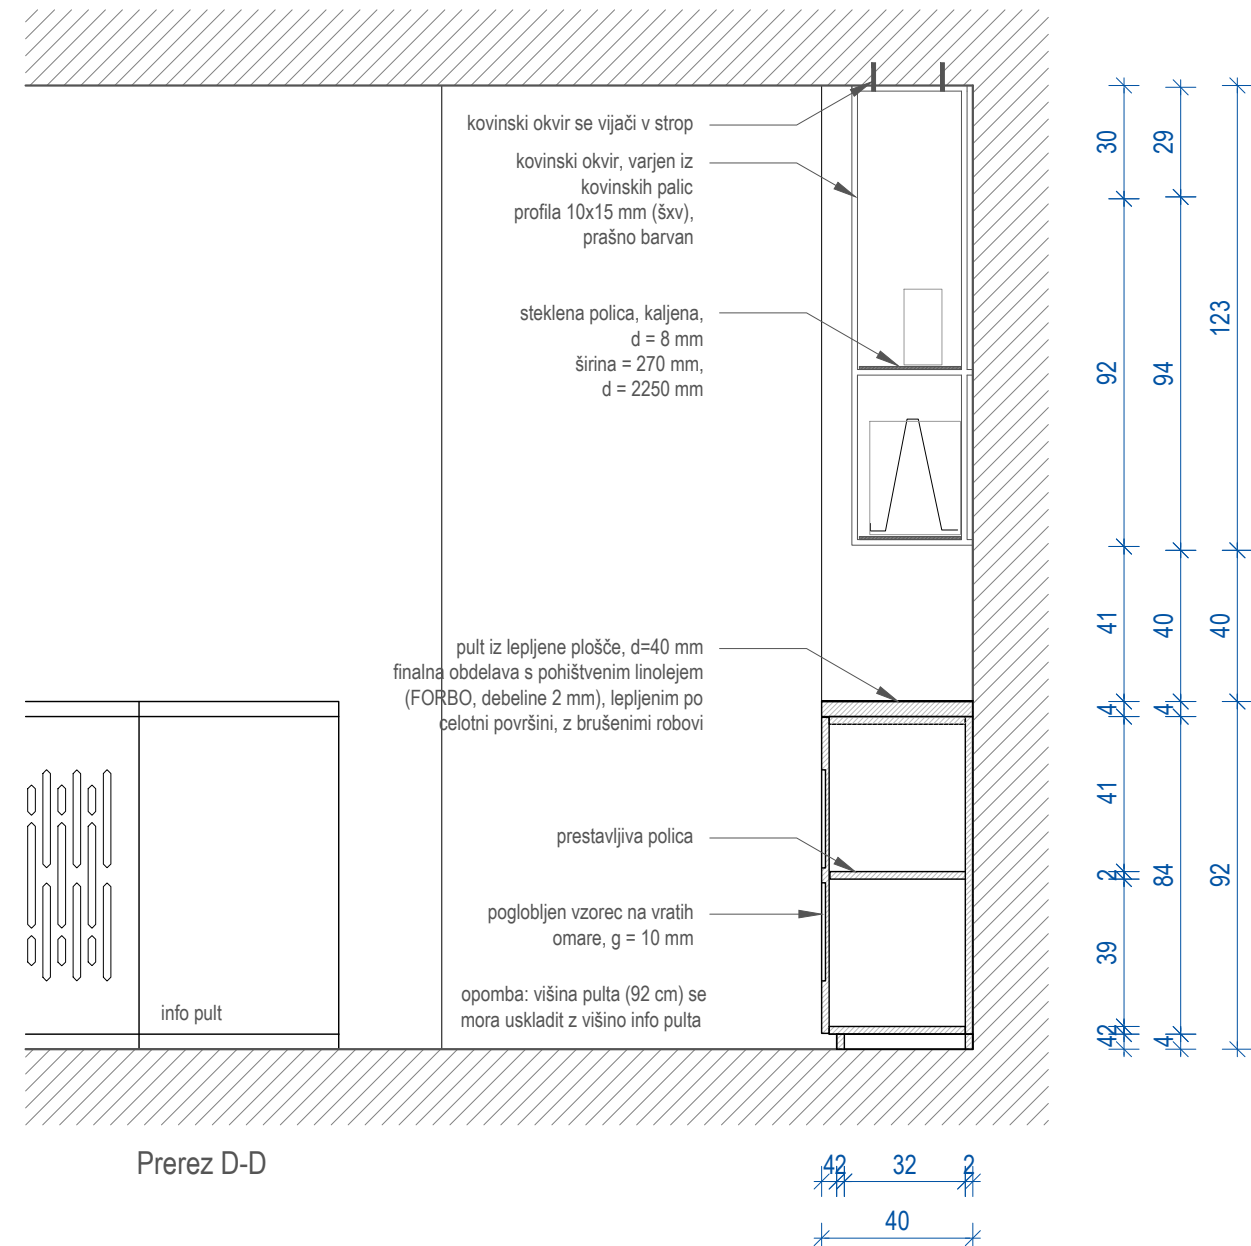 kovinski okvir se vijači v strop
kovinski okvir, varjen iz
kovinskih palic
profila 10x15 mm (šxv),
prašno barvan
steklena polica, kaljena,
d = 8 mm
širina = 270 mm,
d = 2250 mm
pult iz lepljene plošče, d=40 mm
finalna obdelava s pohištvenim linolejem
(FORBO, debeline 2 mm), lepljenim po
celotni površini, z brušenimi robovi
prestavljiva polica
poglobljen vzorec na vratih
omare, g = 10 mm
opomba: višina pulta (92 cm) se
mora uskladit z višino info pulta
info pult
Prerez D-D
30
92
41
4
41
2
39
2
4
29
94
40
4
84
4
123
40
92
4
2
32
2
40